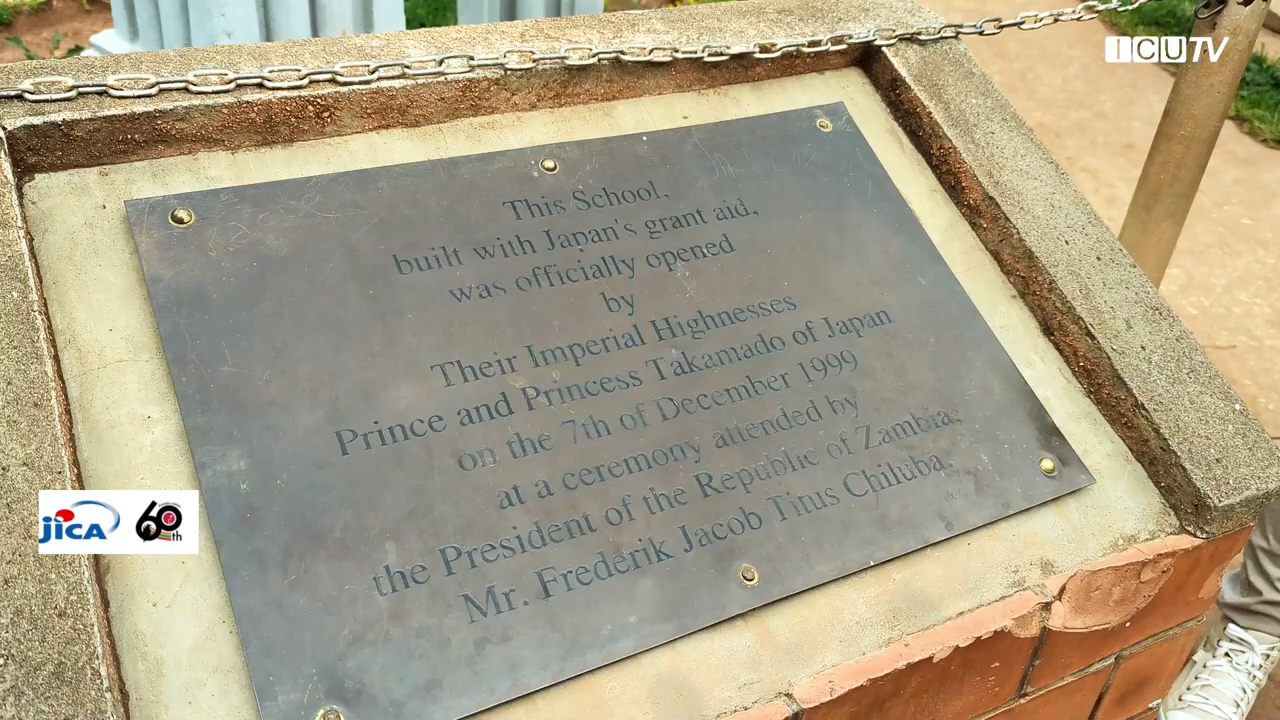 ICU TV
This School,
built with Japan's grant aid,
was officially opened
by
Their Imperial Highnesses
Prince and Princess Takamado of Japan
on the 7th of December 1999
at a ceremony attended by
the President of the Republic of Zambia,
Mr. Frederik Jacob Titus Chiluba.
jica 60th